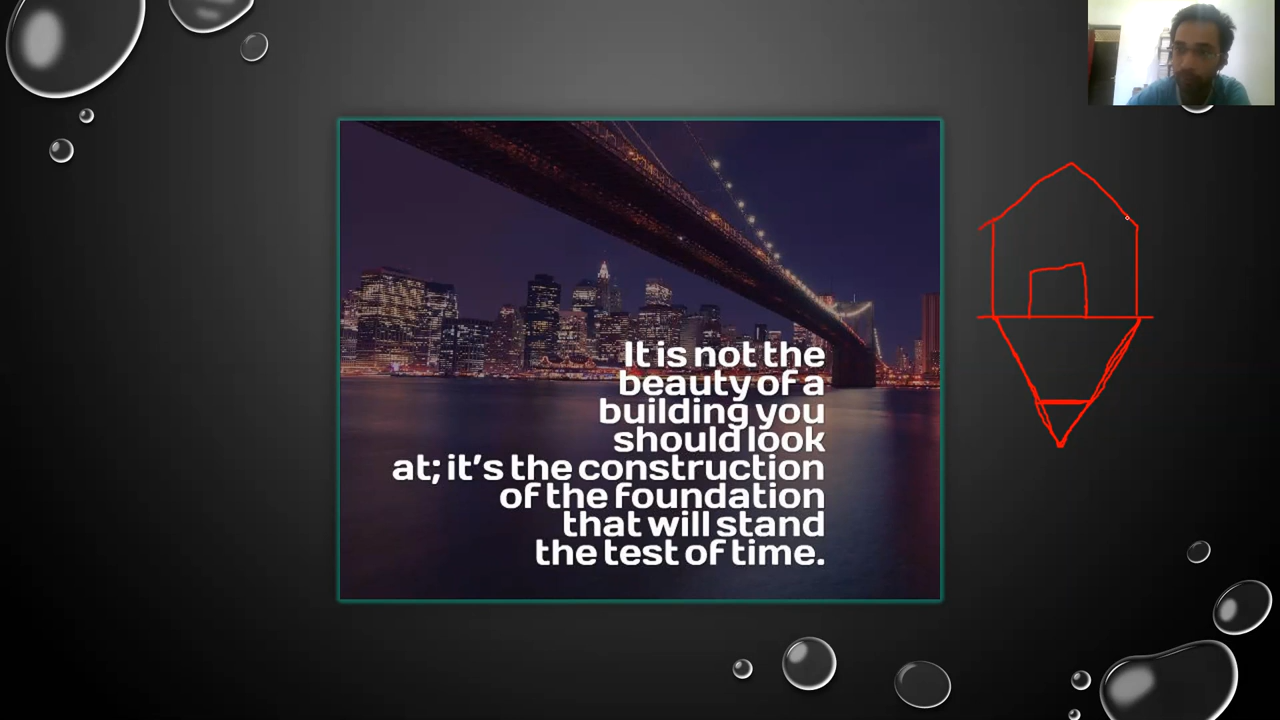 It is not the
beauty of a
building you
should look
at; it’s the construction
of the foundation
that will stand
the test of time.